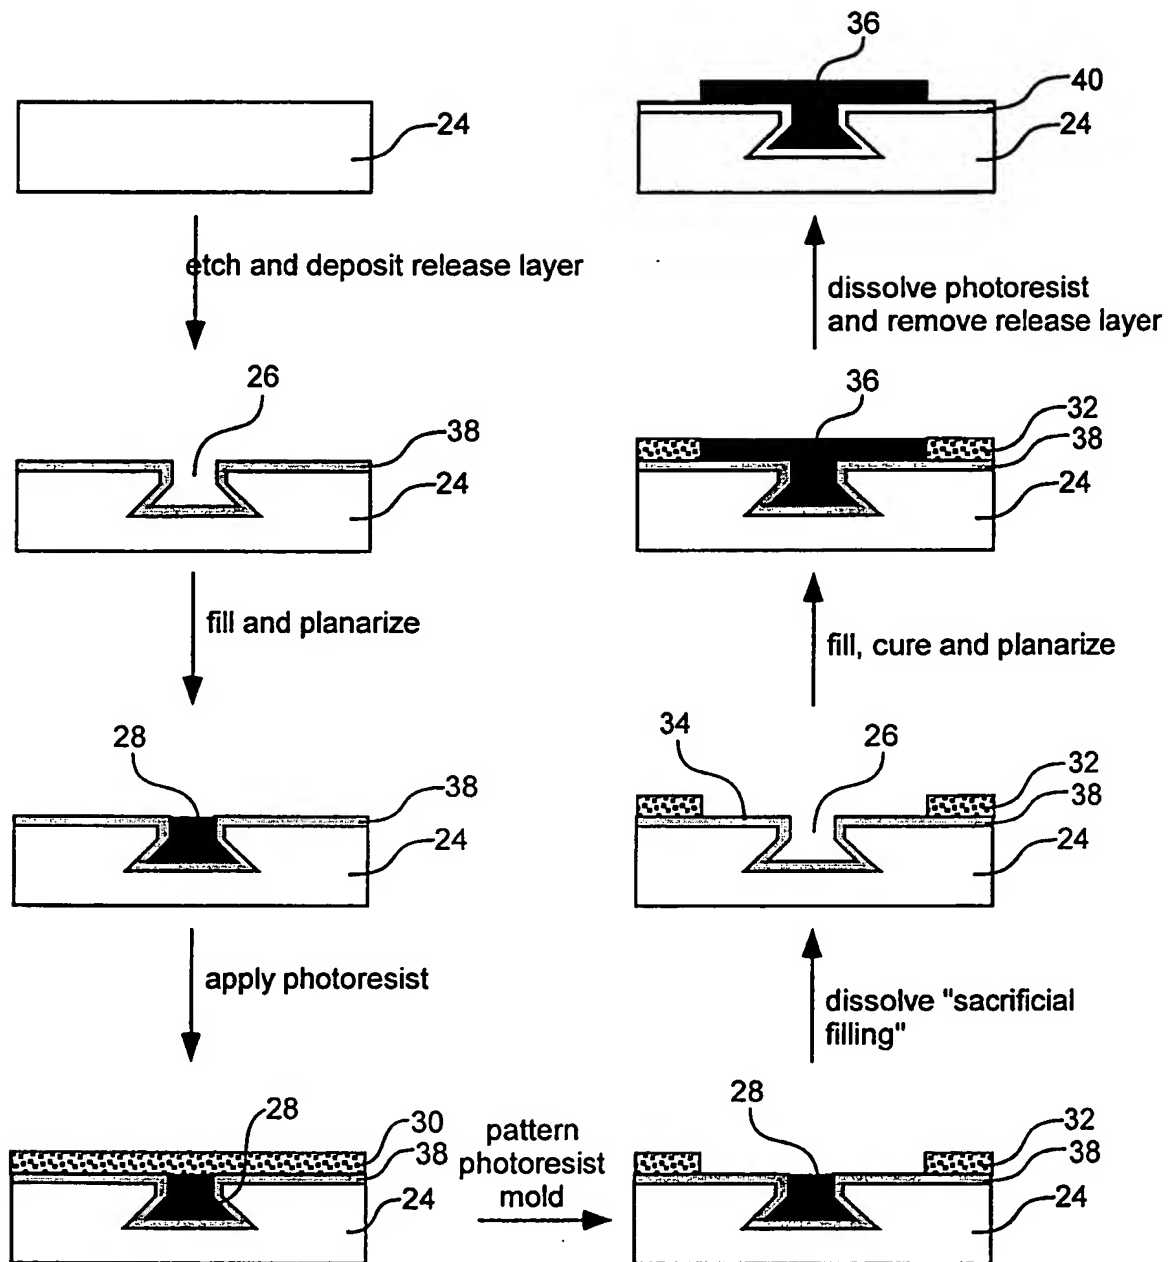 24
etch and deposit release layer
26
38
24
fill and planarize
28
38
24
apply photoresist
28
30
38
24
pattern
photoresist
mold
28
32
38
24
dissolve "sacrificial
filling"
34
26
32
38
24
fill, cure and planarize
36
32
38
24
dissolve photoresist
and remove release layer
36
40
24